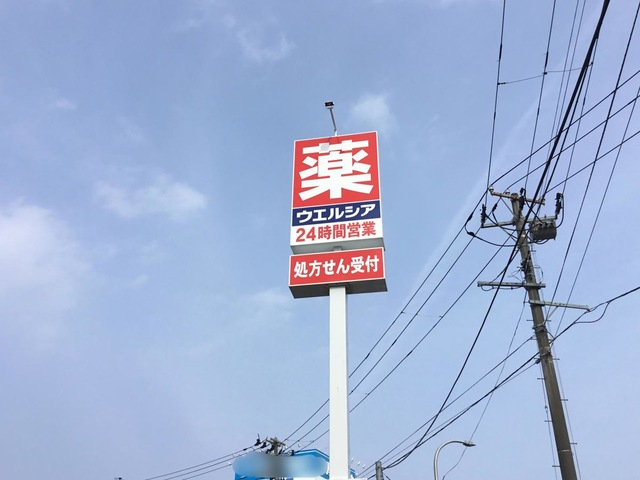 薬
ウエルシア
24時間営業
処方せん受付